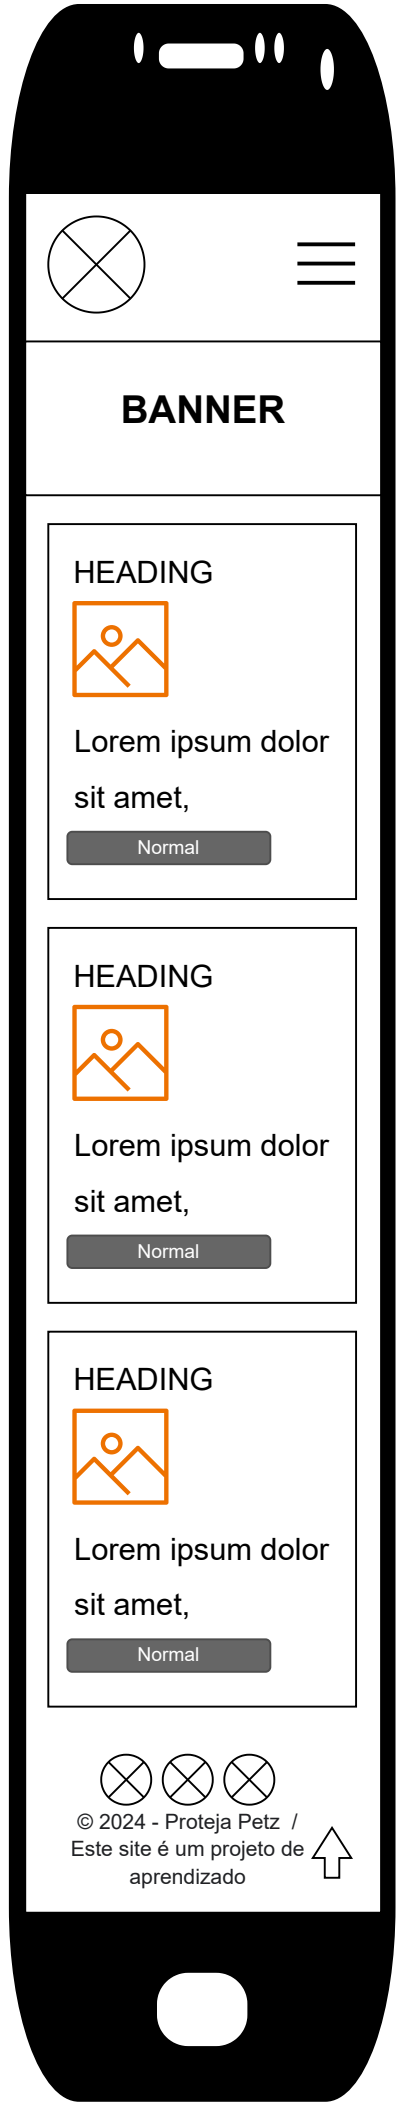 BANNER
HEADING
Lorem ipsum dolor
sit amet,
Normal
HEADING
Lorem ipsum dolor
sit amet,
Normal
HEADING
Lorem ipsum dolor
sit amet,
Normal
© 2024 - Proteja Petz /
Este site é um projeto de
aprendizado